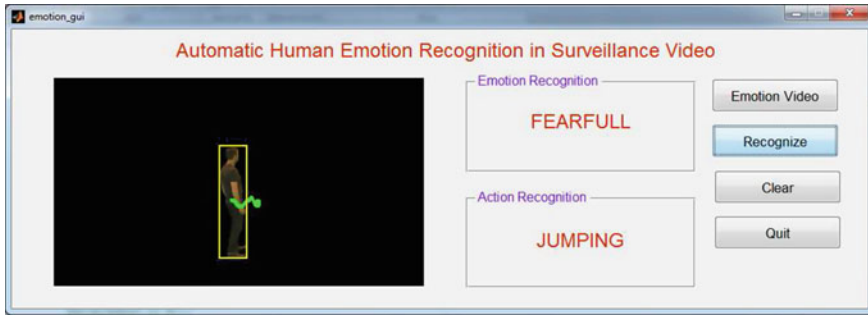 emotion_gui
Automatic Human Emotion Recognition in Surveillance Video
Emotion Recognition
FEARFULL
Action Recognition
JUMPING
Emotion Video
Recognize
Clear
Quit